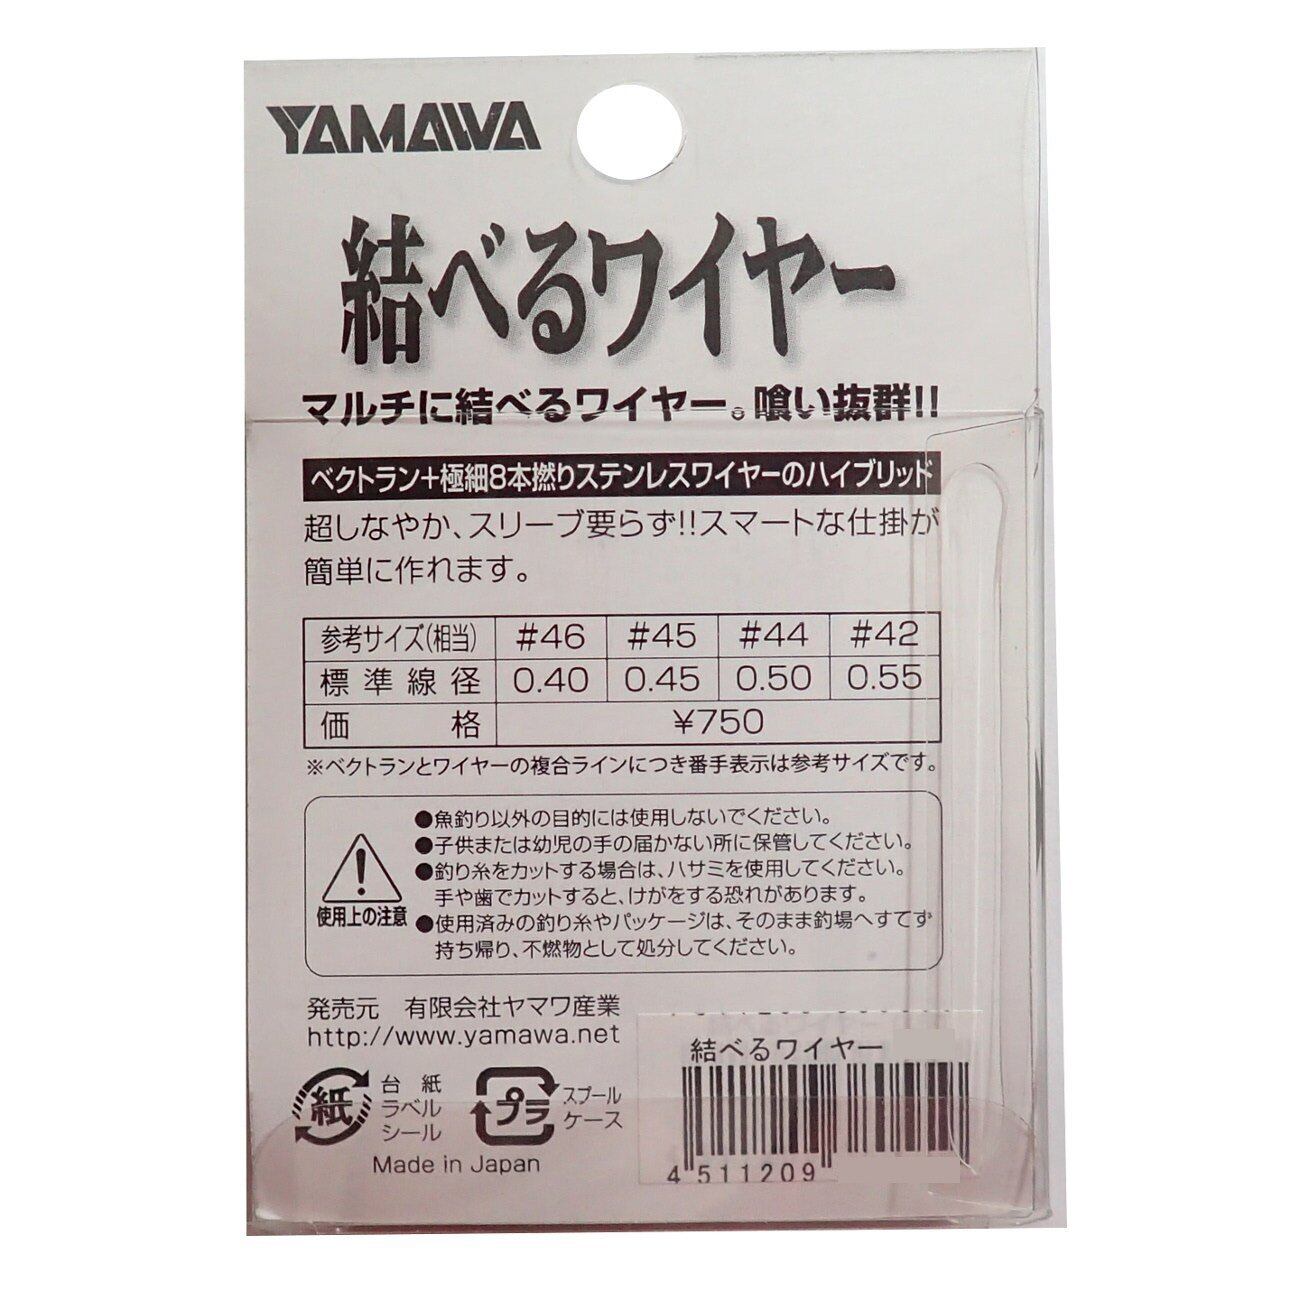 YAMAWA
結べるワイヤー
マルチに結べるワイヤー。喰い抜群!!
ベクトラン+極細8本撚りステンレスワイヤーのハイブリッド
超しなやか、スリーブ要らず!!スマートな仕掛が
簡単に作れます。
参考サイズ(相当) #46 #45 #44 #42
標準線径 0.40 0.45 0.50 0.55
価格 ¥750
※ベクトランとワイヤーの複合ラインにつき番手表示は参考サイズです。
●魚釣り以外の目的には使用しないでください。
●子供または幼児の手の届かない所に保管してください。
●釣り糸をカットする場合は、ハサミを使用してください。
手や歯でカットすると、けがをする恐れがあります。
●使用済みの釣り糸やパッケージは、そのまま釣場へすてず
持ち帰り、不燃物として処分してください。
使用上の注意
発売元 有限会社ヤマワ産業
http://www.yamawa.net
紙
台紙
ラベル
シール
プラ
スプール
ケース
Made in Japan
結べるワイヤー
4 511209